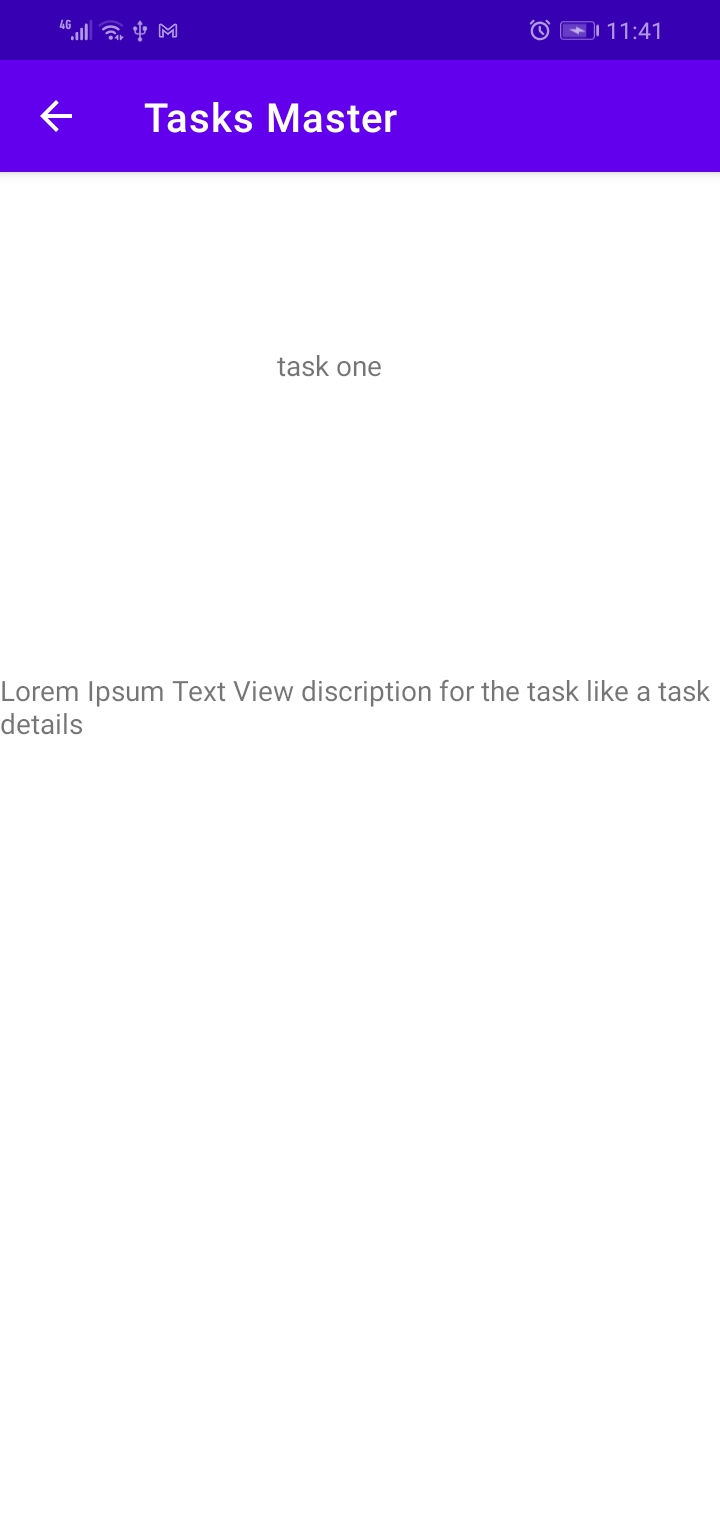 4G 11:41
Tasks Master
task one
Lorem Ipsum Text View discription for the task like a task
details